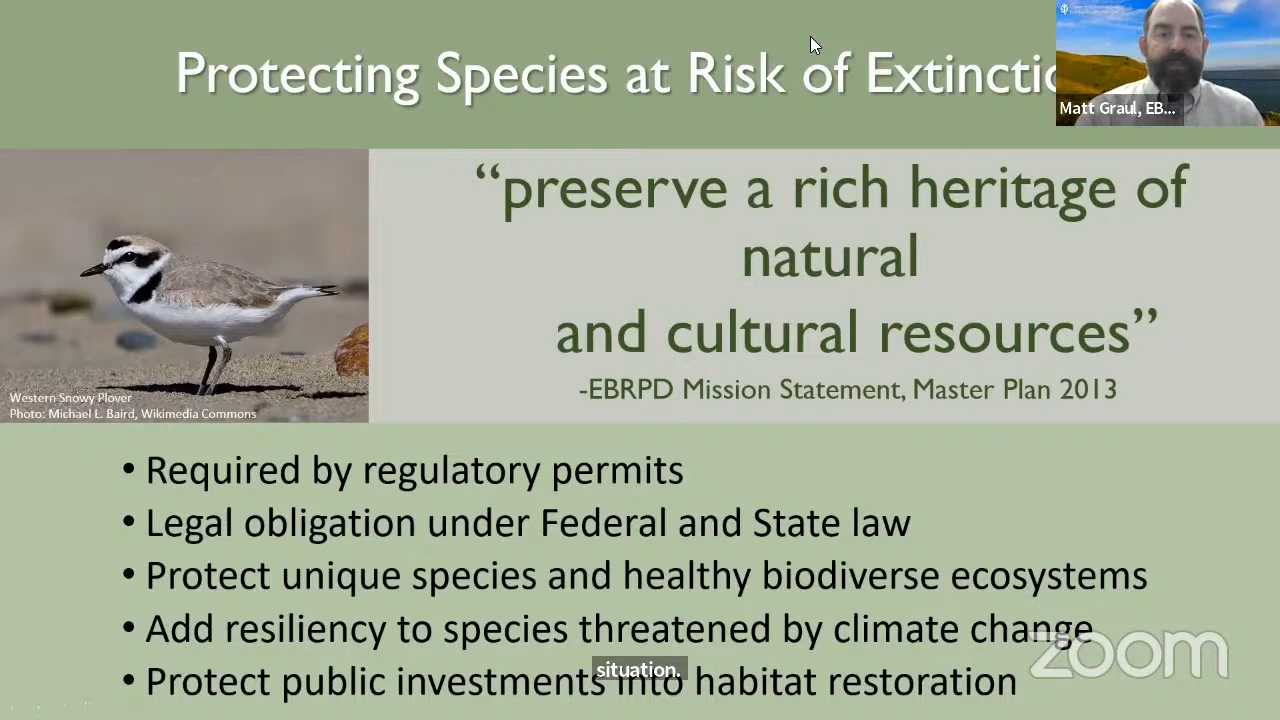 Protecting Species at Risk of Extinctio
Matt Graul, EB...
“preserve a rich heritage of
natural
and cultural resources”
-EBRPD Mission Statement, Master Plan 2013
Western Snowy Plover
Photo: Michael L. Baird, Wikimedia Commons
• Required by regulatory permits
• Legal obligation under Federal and State law
• Protect unique species and healthy biodiverse ecosystems
• Add resiliency to species threatened by climate change
zoom
situation.
• Protect public investments into habitat restoration